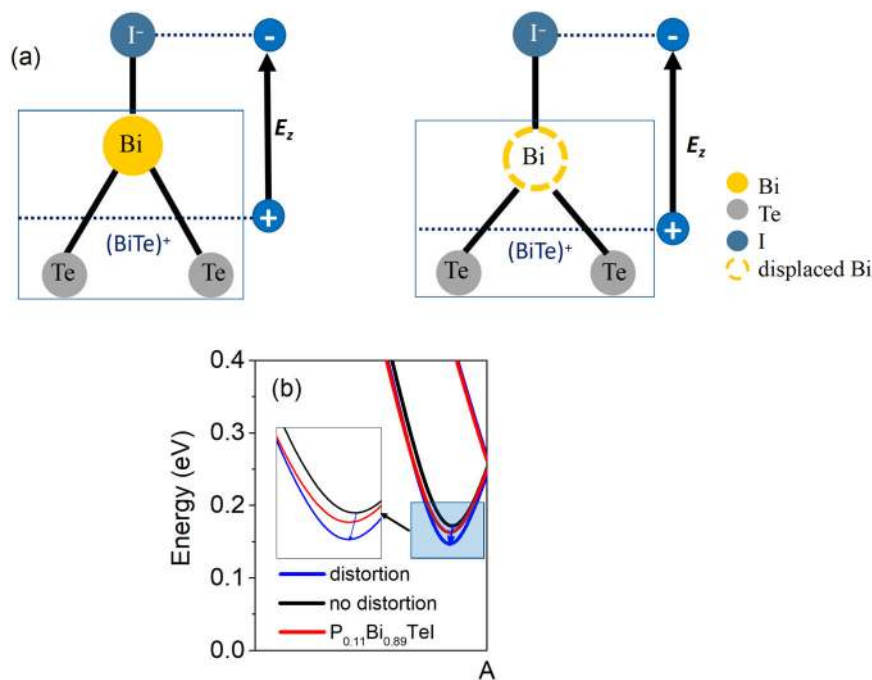 (a)
I⁻
-
I⁻
-
E_z
E_z
Bi
Bi
Bi
Te
I
displaced Bi
+
+
(BiTe)⁺
(BiTe)⁺
Te
Te
Te
Te
(b)
0.4
0.3
0.2
0.1
0.0
Energy (eV)
distortion
no distortion
P₀.₁₁Bi₀.₈₉TeI
A